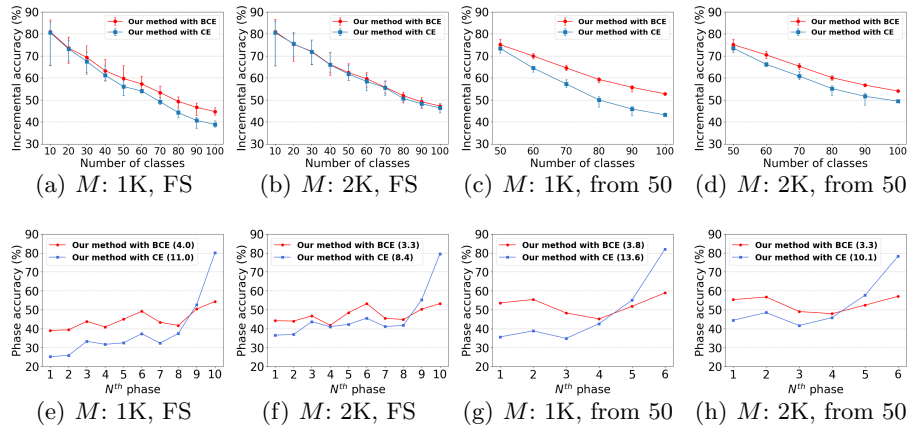 Our method with BCE
Our method with CE
Incremental accuracy (%)
90
80
70
60
50
40
30
10 20 30 40 50 60 70 80 90 100
Number of classes
(a) M: 1K, FS
Our method with BCE
Our method with CE
Incremental accuracy (%)
90
80
70
60
50
40
30
10 20 30 40 50 60 70 80 90 100
Number of classes
(b) M: 2K, FS
Our method with BCE
Our method with CE
Incremental accuracy (%)
90
80
70
60
50
40
30
50 60 70 80 90 100
Number of classes
(c) M: 1K, from 50
Our method with BCE
Our method with CE
Incremental accuracy (%)
90
80
70
60
50
40
30
50 60 70 80 90 100
Number of classes
(d) M: 2K, from 50
Our method with BCE (4.0)
Our method with CE (11.0)
Phase accuracy (%)
90
80
70
60
50
40
30
20
1 2 3 4 5 6 7 8 9 10
Nth phase
(e) M: 1K, FS
Our method with BCE (3.3)
Our method with CE (8.4)
Phase accuracy (%)
90
80
70
60
50
40
30
20
1 2 3 4 5 6 7 8 9 10
Nth phase
(f) M: 2K, FS
Our method with BCE (3.8)
Our method with CE (13.6)
Phase accuracy (%)
90
80
70
60
50
40
30
20
1 2 3 4 5 6
Nth phase
(g) M: 1K, from 50
Our method with BCE (3.3)
Our method with CE (10.1)
Phase accuracy (%)
90
80
70
60
50
40
30
20
1 2 3 4 5 6
Nth phase
(h) M: 2K, from 50